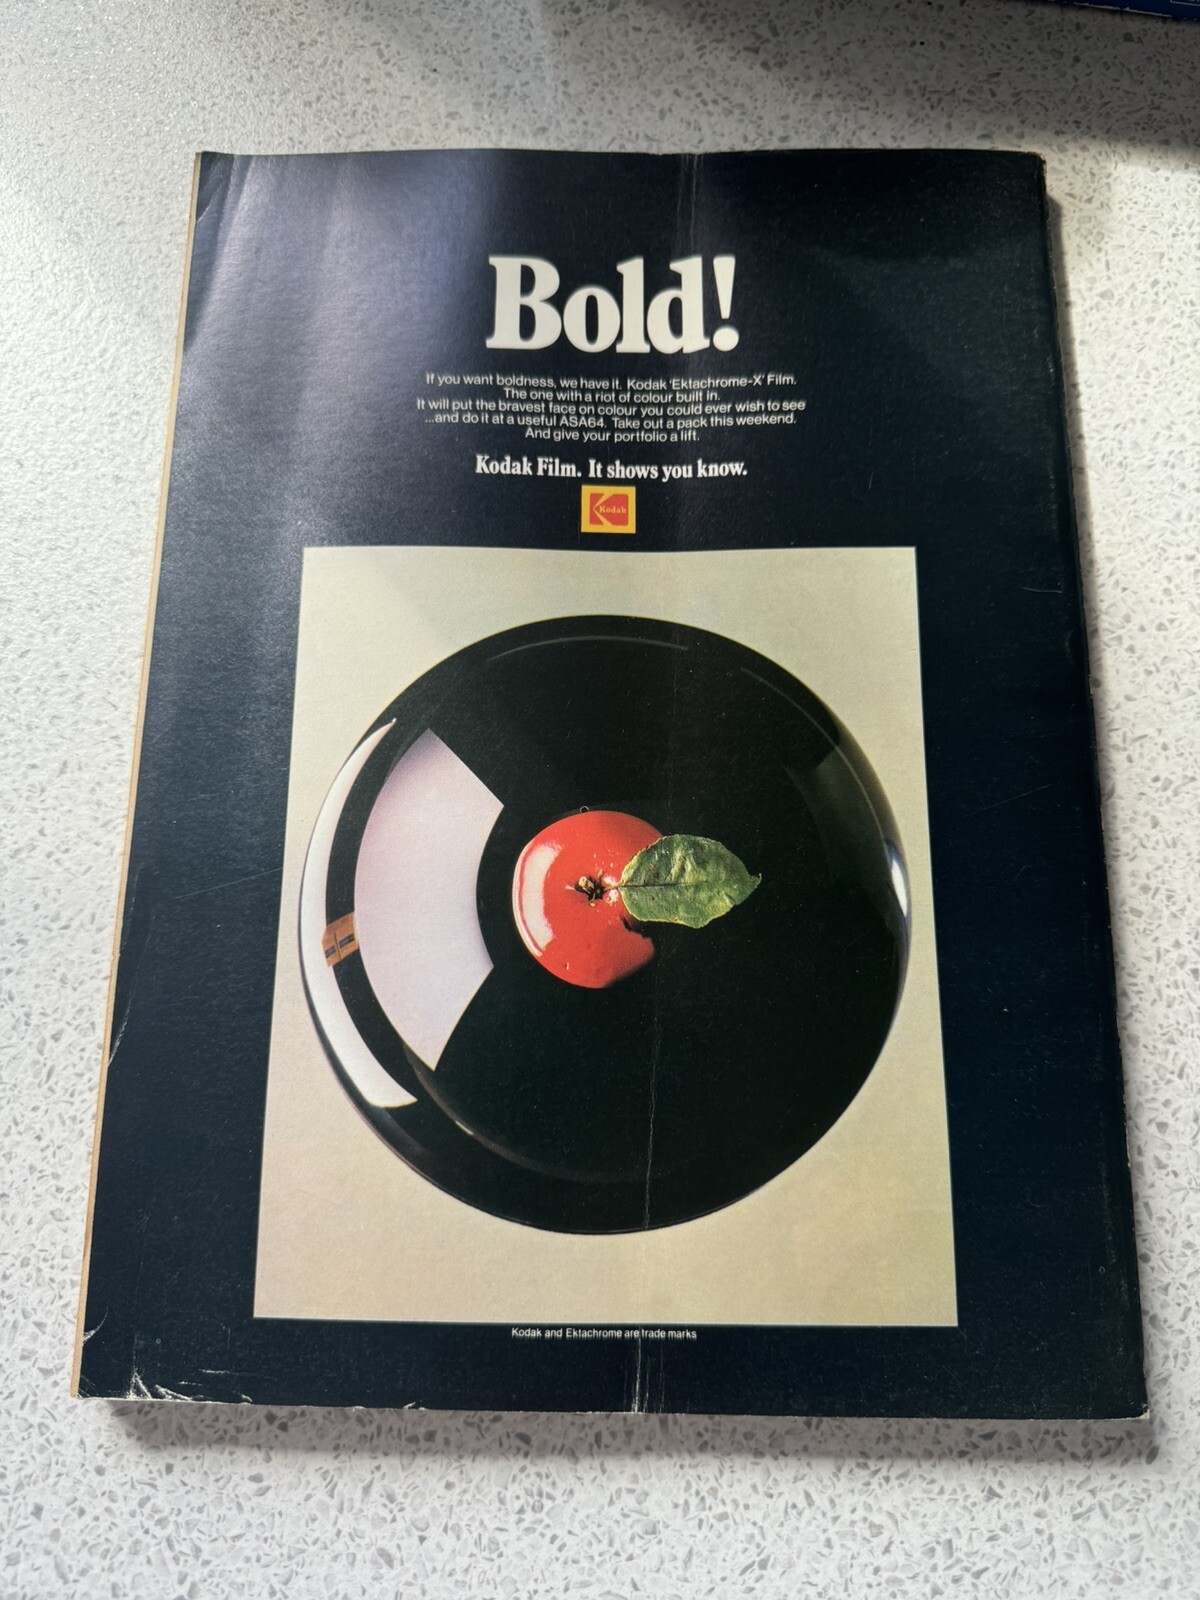 Bold!
If you want boldness, we have it. Kodak 'Ektachrome-X' Film.
The one with a riot of colour built in.
It will put the bravest face on colour you could ever wish to see
...and do it at a useful ASA64. Take out a pack this weekend.
And give your portfolio a lift.
Kodak Film. It shows you know.
Kodak
Kodak and Ektachrome are trade marks